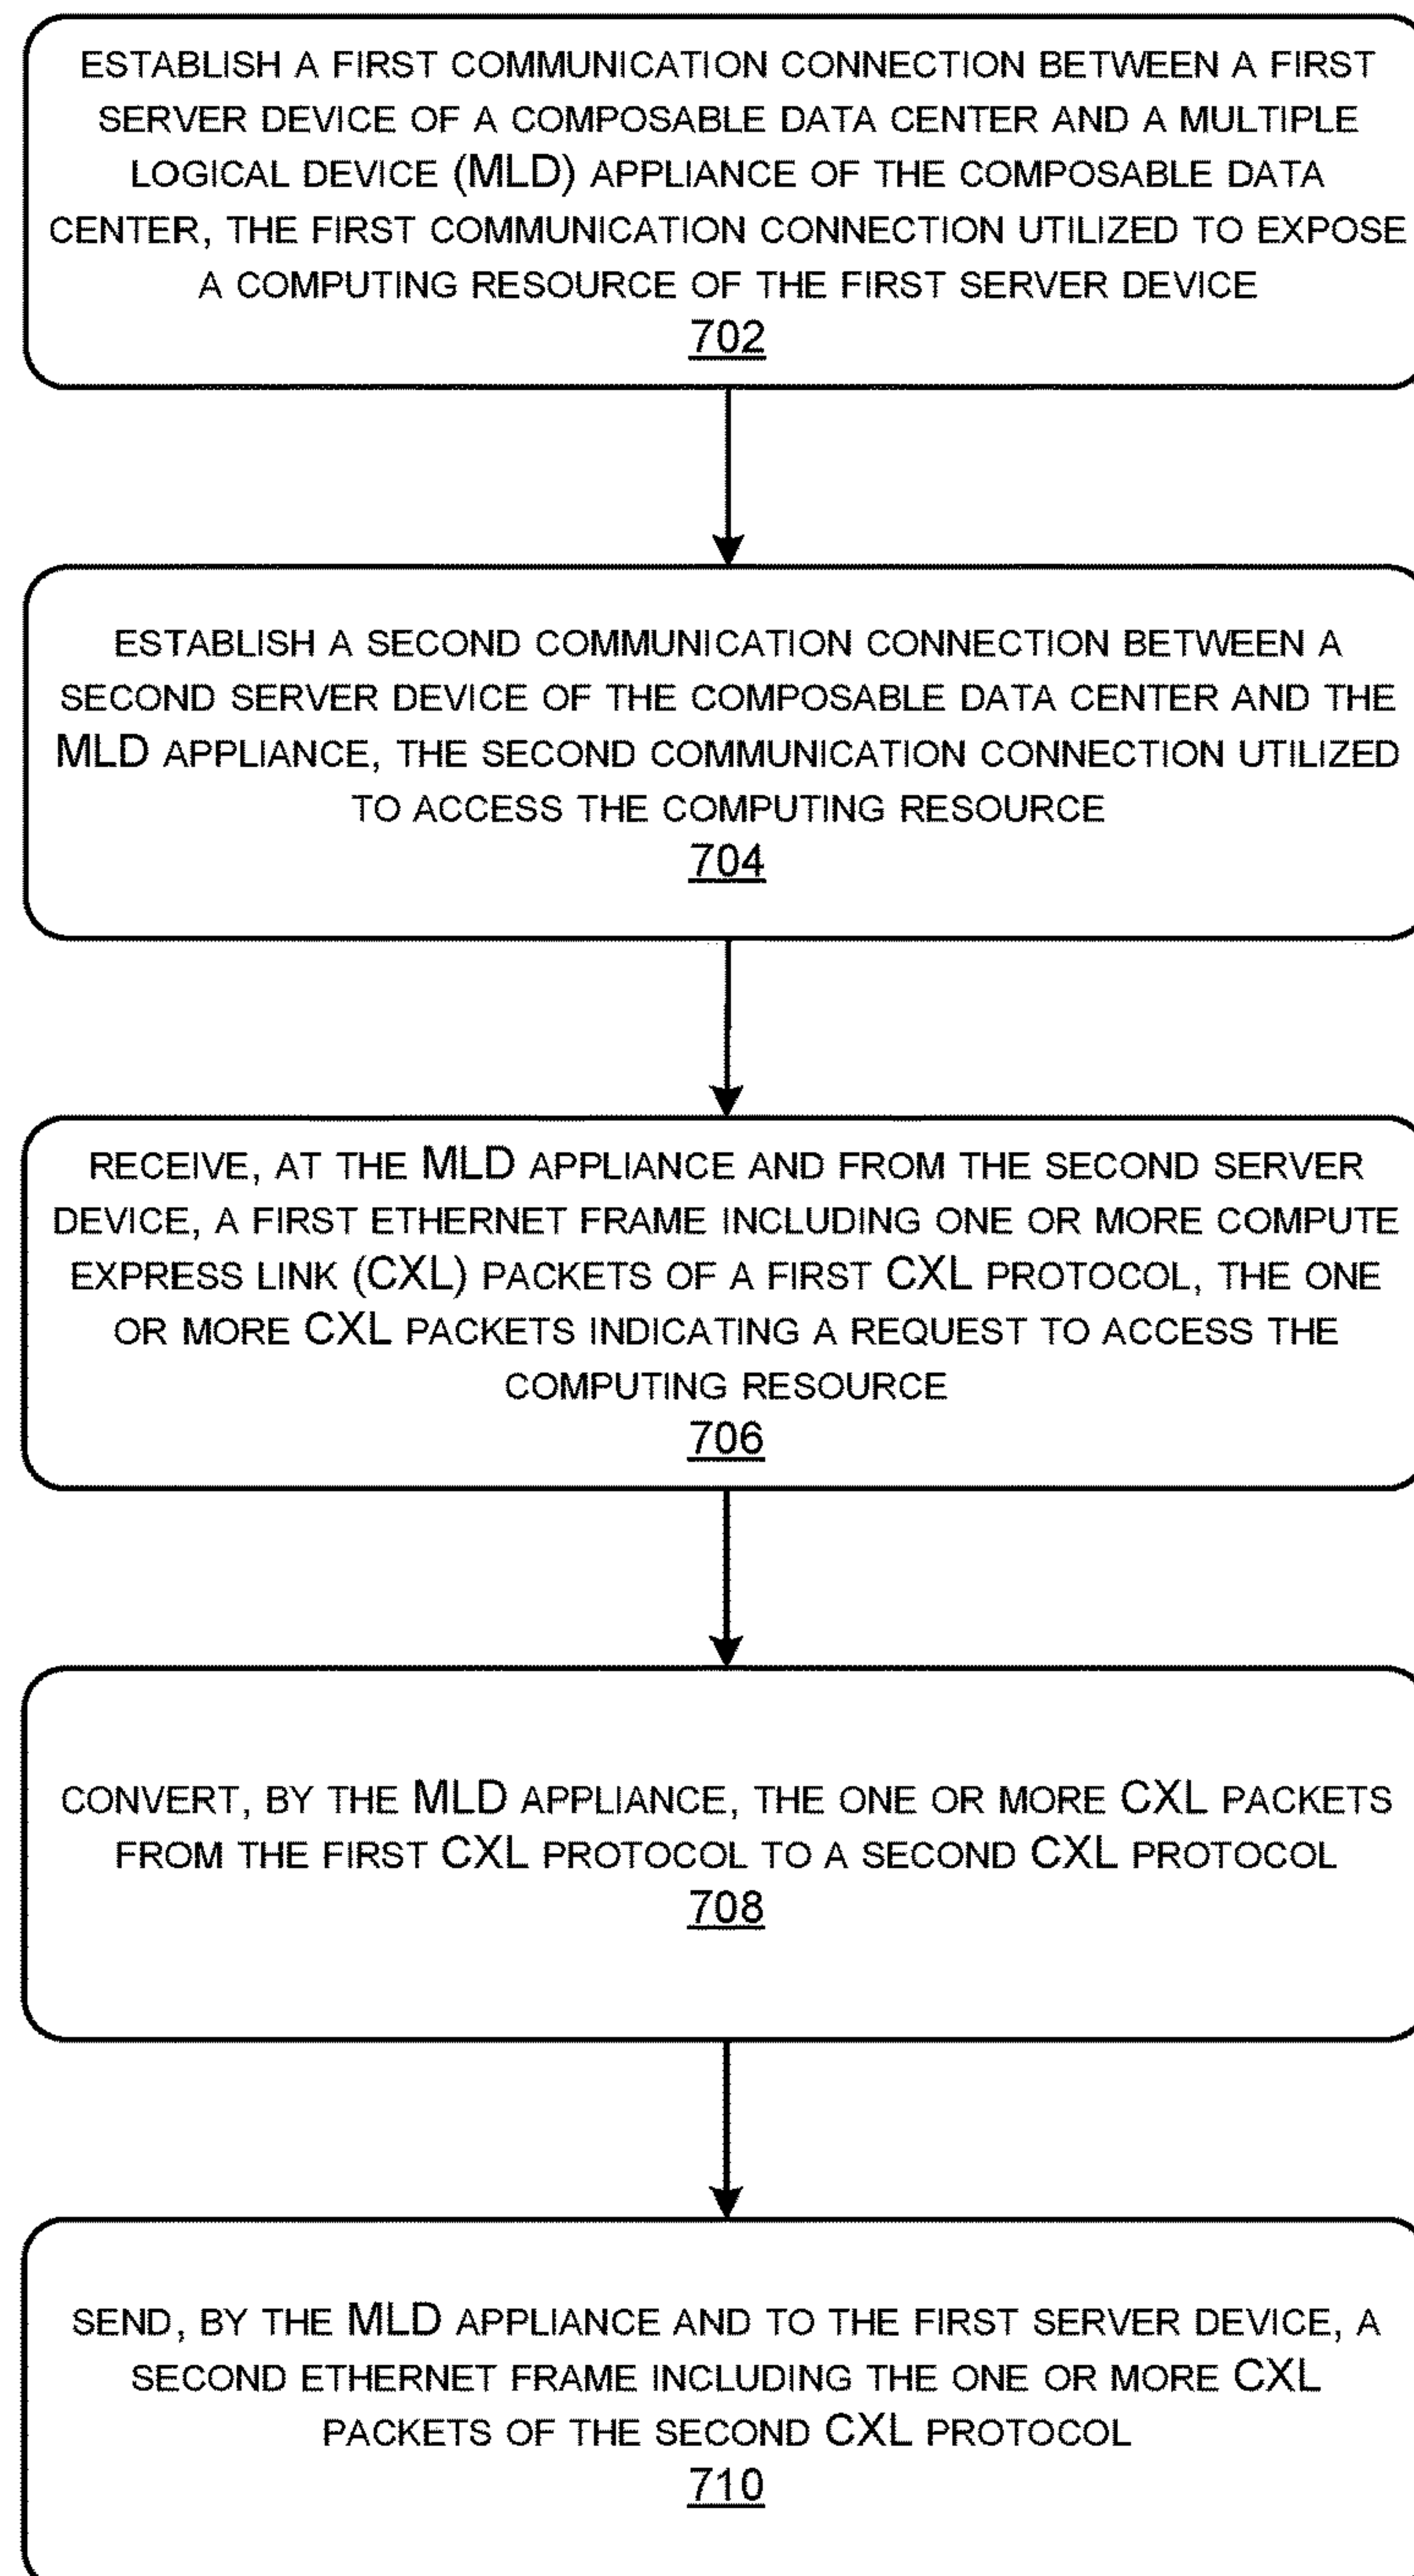 ESTABLISH A FIRST COMMUNICATION CONNECTION BETWEEN A FIRST
SERVER DEVICE OF A COMPOSABLE DATA CENTER AND A MULTIPLE
LOGICAL DEVICE (MLD) APPLIANCE OF THE COMPOSABLE DATA
CENTER, THE FIRST COMMUNICATION CONNECTION UTILIZED TO EXPOSE
A COMPUTING RESOURCE OF THE FIRST SERVER DEVICE
702
ESTABLISH A SECOND COMMUNICATION CONNECTION BETWEEN A
SECOND SERVER DEVICE OF THE COMPOSABLE DATA CENTER AND THE
MLD APPLIANCE, THE SECOND COMMUNICATION CONNECTION UTILIZED
TO ACCESS THE COMPUTING RESOURCE
704
RECEIVE, AT THE MLD APPLIANCE AND FROM THE SECOND SERVER
DEVICE, A FIRST ETHERNET FRAME INCLUDING ONE OR MORE COMPUTE
EXPRESS LINK (CXL) PACKETS OF A FIRST CXL PROTOCOL, THE ONE
OR MORE CXL PACKETS INDICATING A REQUEST TO ACCESS THE
COMPUTING RESOURCE
706
CONVERT, BY THE MLD APPLIANCE, THE ONE OR MORE CXL PACKETS
FROM THE FIRST CXL PROTOCOL TO A SECOND CXL PROTOCOL
708
SEND, BY THE MLD APPLIANCE AND TO THE FIRST SERVER DEVICE, A
SECOND ETHERNET FRAME INCLUDING THE ONE OR MORE CXL
PACKETS OF THE SECOND CXL PROTOCOL
710